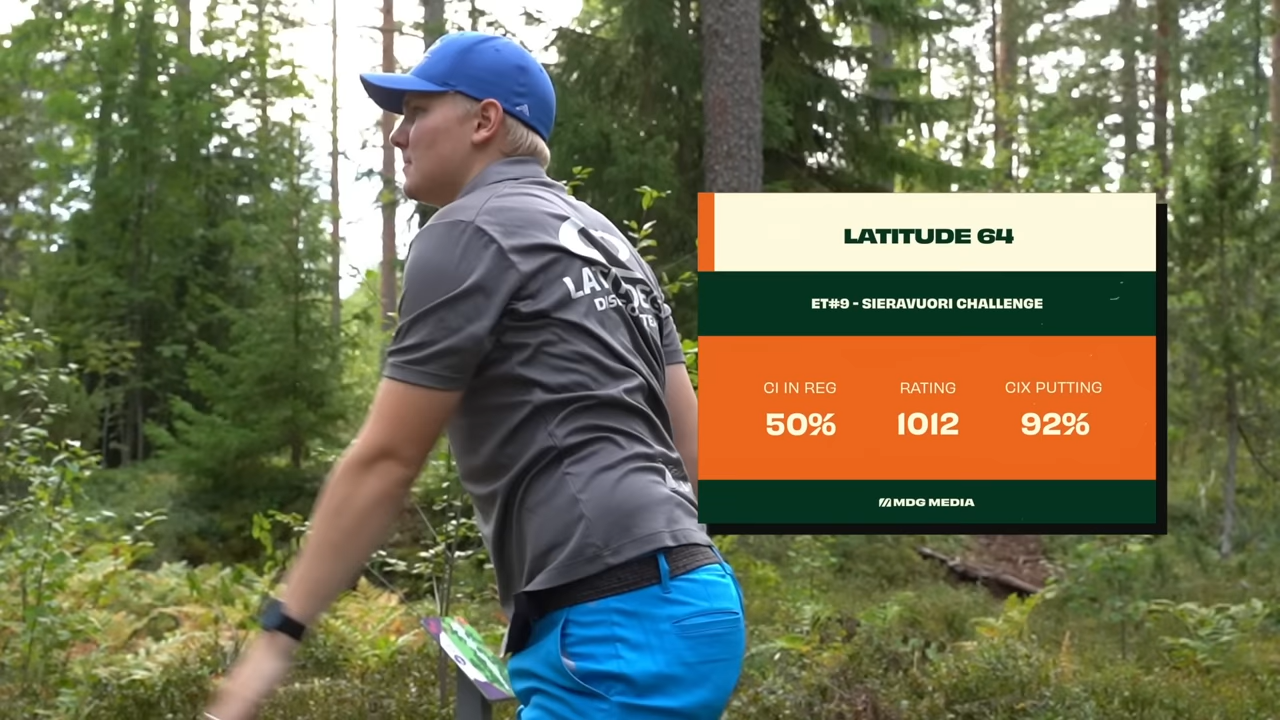 LATITUDE 64
ET#9 - SIERAVUORI CHALLENGE
C1 IN REG
RATING
C1X PUTTING
50%
1012
92%
MDG MEDIA